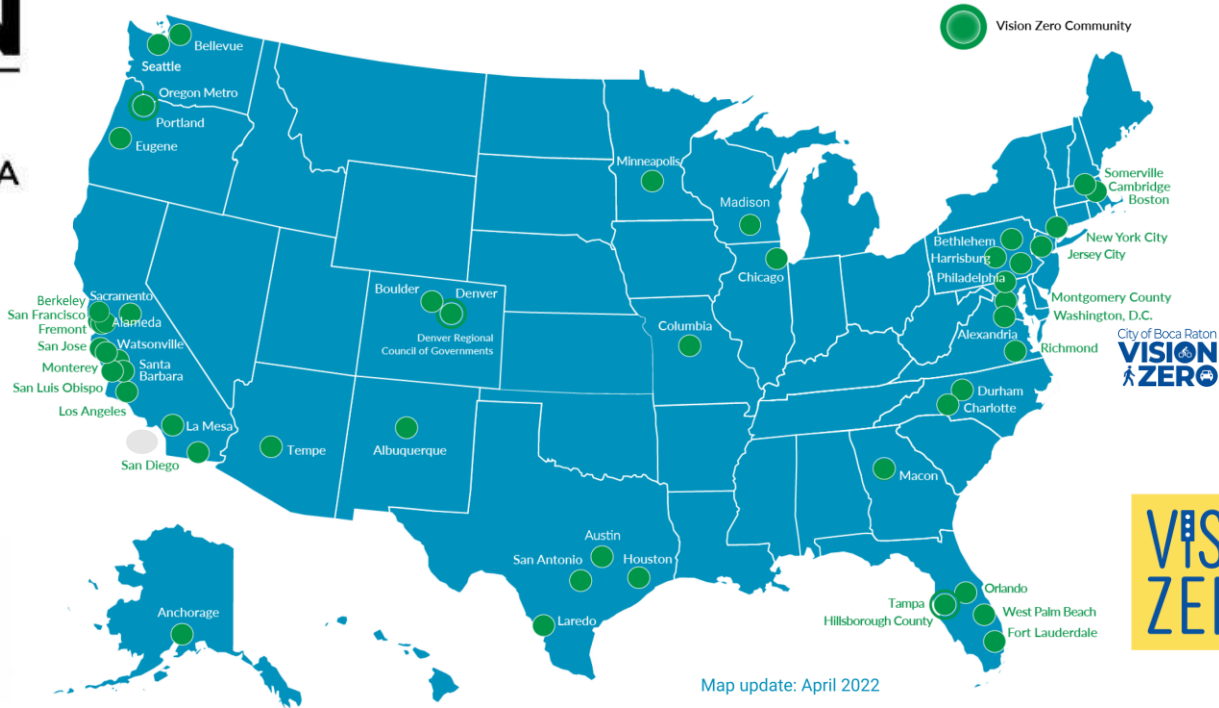 N
A
Vision Zero Community
Bellevue
Seattle
Oregon Metro
Portland
Eugene
Minneapolis
Madison
Chicago
Somerville
Cambridge
Boston
Bethlehem
New York City
Harrisburg
Jersey City
Philadelphia
Montgomery County
Washington, D.C.
Alexandria
Richmond
City of Boca Raton
VISION
ZERO
Boulder
Denver
Denver Regional
Council of Governments
Columbia
Berkeley
Sacramento
San Francisco
Alameda
Fremont
San Jose
Watsonville
Monterey
Santa
Barbara
San Luis Obispo
Los Angeles
La Mesa
San Diego
Tempe
Albuquerque
Durham
Charlotte
Macon
Austin
San Antonio
Houston
Laredo
Orlando
Tampa
West Palm Beach
Hillsborough County
Fort Lauderdale
Anchorage
VIS
ZE
Map update: April 2022